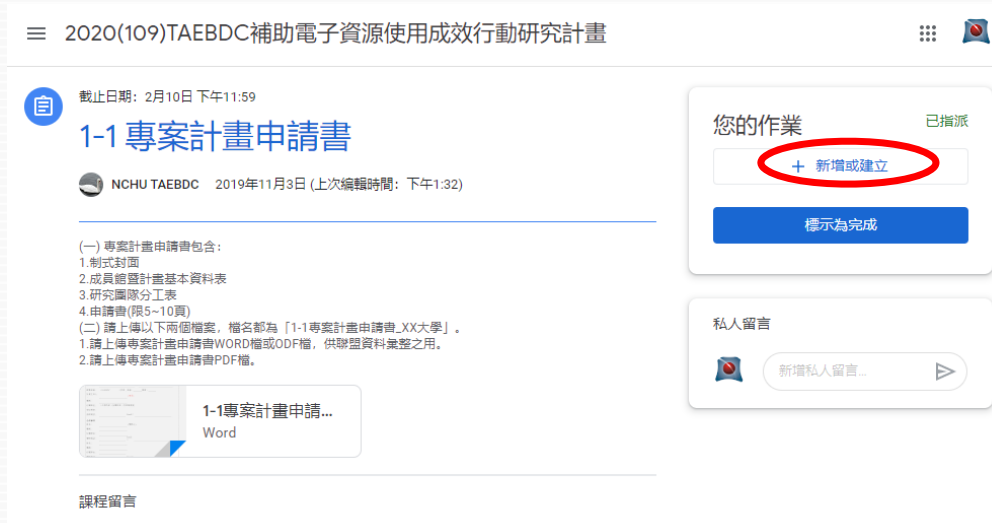 2020(109)TAEBDC補助電子資源使用成效行動研究計畫
截止日期：2月10日 下午11:59
1-1 專案計畫申請書
NCHU TAEBDC 2019年11月3日 (上次編輯時間：下午1:32)
(一) 專案計畫申請書包含：
1.制式封面
2.成員館暨計畫基本資料表
3.研究團隊分工表
4.申請書(限5~10頁)
(二) 請上傳以下兩個檔案，檔名都為「1-1專案計畫申請書_XX大學」。
1.請上傳專案計畫申請書WORD檔或ODF檔，供聯盟資料彙整之用。
2.請上傳專案計畫申請書PDF檔。
1-1專案計畫申請...
Word
課程留言
您的作業
已指派
+ 新增或建立
標示為完成
私人留言
新增私人留言...